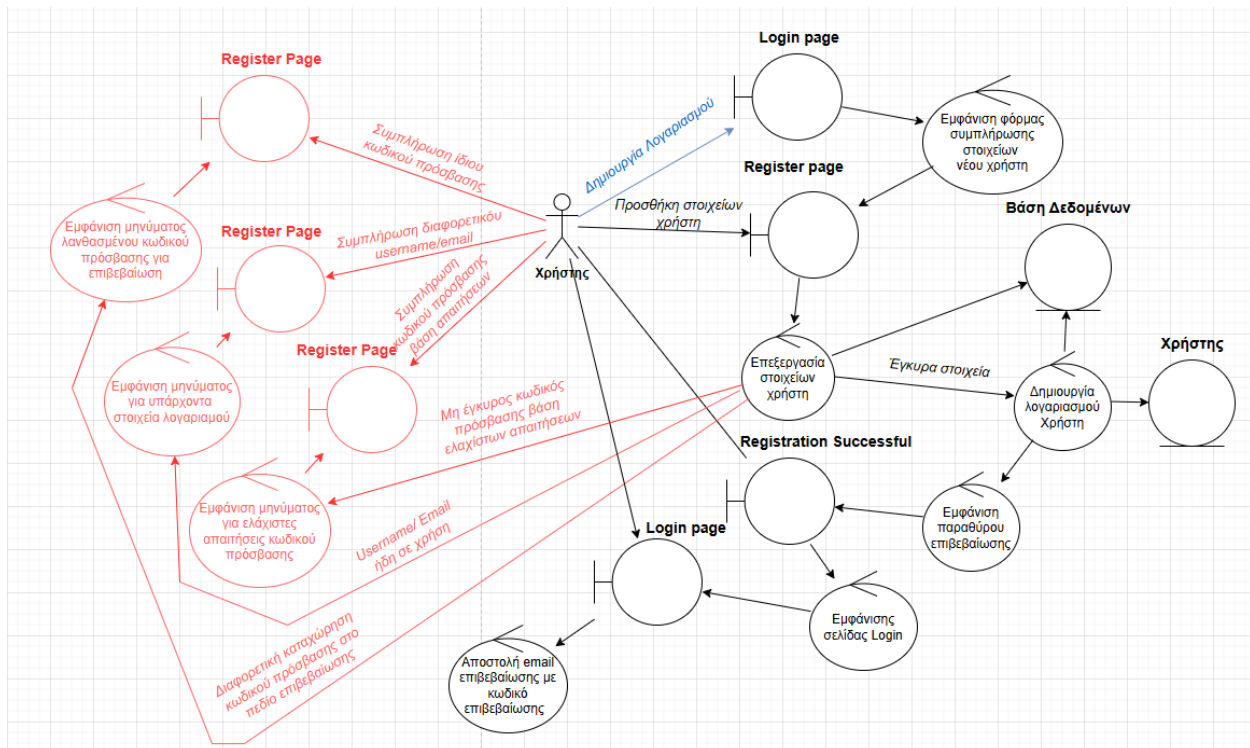 Login page
Register Page
Δημιουργία Λογαριασμού
Εμφάνιση φόρμας
συμπλήρωσης
στοιχείων
νέου χρήστη
Συμπλήρωση ίδιου
κωδικού πρόσβασης
Register page
Προσθήκη στοιχείων
χρήστη
Βάση Δεδομένων
Εμφάνιση μηνύματος
λανθασμένου κωδικού
πρόσβασης για
επιβεβαίωση
Register Page
Συμπλήρωση διαφορετικόυ
username/email
Χρήστης
Συμπλήρωση
κωδικού πρόσβασης
βάση απαιτήσεων
Register Page
Χρήστης
Επεξεργασία
στοιχείων
χρήστη
Έγκυρα στοιχεία
Δημιουργία
λογαριασμού
Χρήστη
Εμφάνιση μηνύματος
για υπάρχοντα
στοιχεία λογαριαμού
Μη έγκυρος κωδικός
πρόσβασης βάση
ελαχίστων απαιτήσεων
Registration Successful
Εμφάνιση μηνύματος
για ελάχιστες
απαιτήσεις κωδικού
πρόσβασης
Εμφάνιση
παραθύρου
επιβεβαίωσης
Username/ Email
ήδη σε χρήση
Login page
Εμφάνισης
σελίδας Login
Διαφορετική καταχώρηση
κωδικού πρόσβασης στο
πεδίο επιβεβαίωσης
Αποστολή email
επιβεβαίωσης με
κωδικό
επιβεβαίωσης